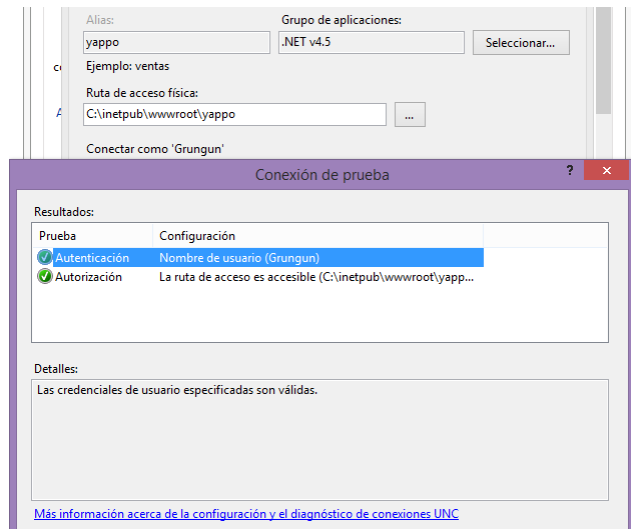 Alias:
Grupo de aplicaciones:
yappo
.NET v4.5
Seleccionar...
Ejemplo: ventas
Ruta de acceso física:
C:\inetpub\wwwroot\yappo
...
Conectar como 'Grungun'
Conexión de prueba
?
Resultados:
Prueba
Configuración
Autenticación
Nombre de usuario (Grungun)
Autorización
La ruta de acceso es accesible (C:\inetpub\wwwroot\yapp...
Detalles:
Las credenciales de usuario especificadas son válidas.
Más información acerca de la configuración y el diagnóstico de conexiones UNC